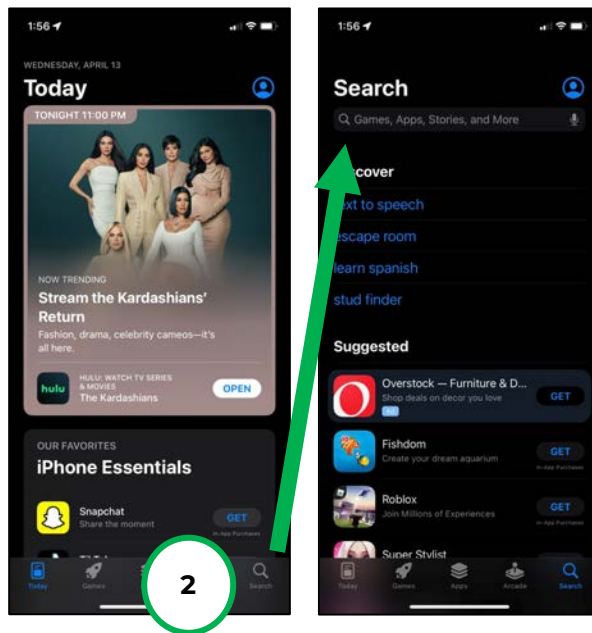 1:56
WEDNESDAY, APRIL 13
Today
TONIGHT 11:00 PM
NOW TRENDING
Stream the Kardashians'
Return
Fashion, drama, celebrity cameos—it's
all here.
hulu
HULU: WATCH TV SERIES
& MOVIES
The Kardashians
OPEN
OUR FAVORITES
iPhone Essentials
Snapchat
Share the moment
GET
In-App Purchases
Today
Games
2
Search
1:56
Search
Games, Apps, Stories, and More
scover
ext to speech
escape room
learn spanish
stud finder
Suggested
Overstock — Furniture & D...
Shop deals on decor you love
Ad
GET
Fishdom
Create your dream aquarium
GET
In-App Purchases
Roblox
Join Millions of Experiences
GET
In-App Purchases
Super Stylist
Today
Games
Apps
Arcade
Search